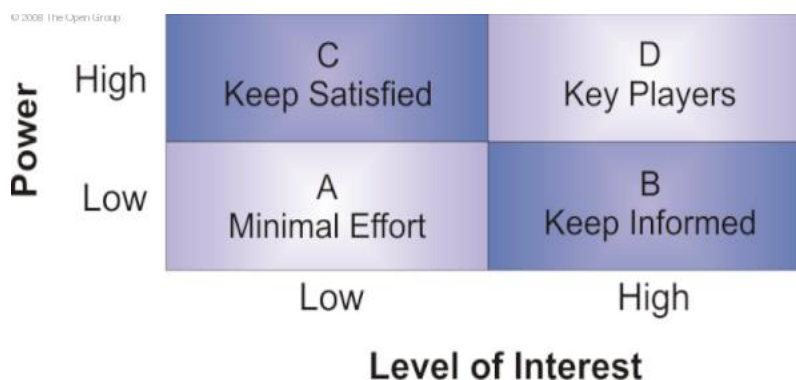 © 2008 The Open Group
Power
High
C
Keep Satisfied
D
Key Players
Low
A
Minimal Effort
B
Keep Informed
Low
High
Level of Interest